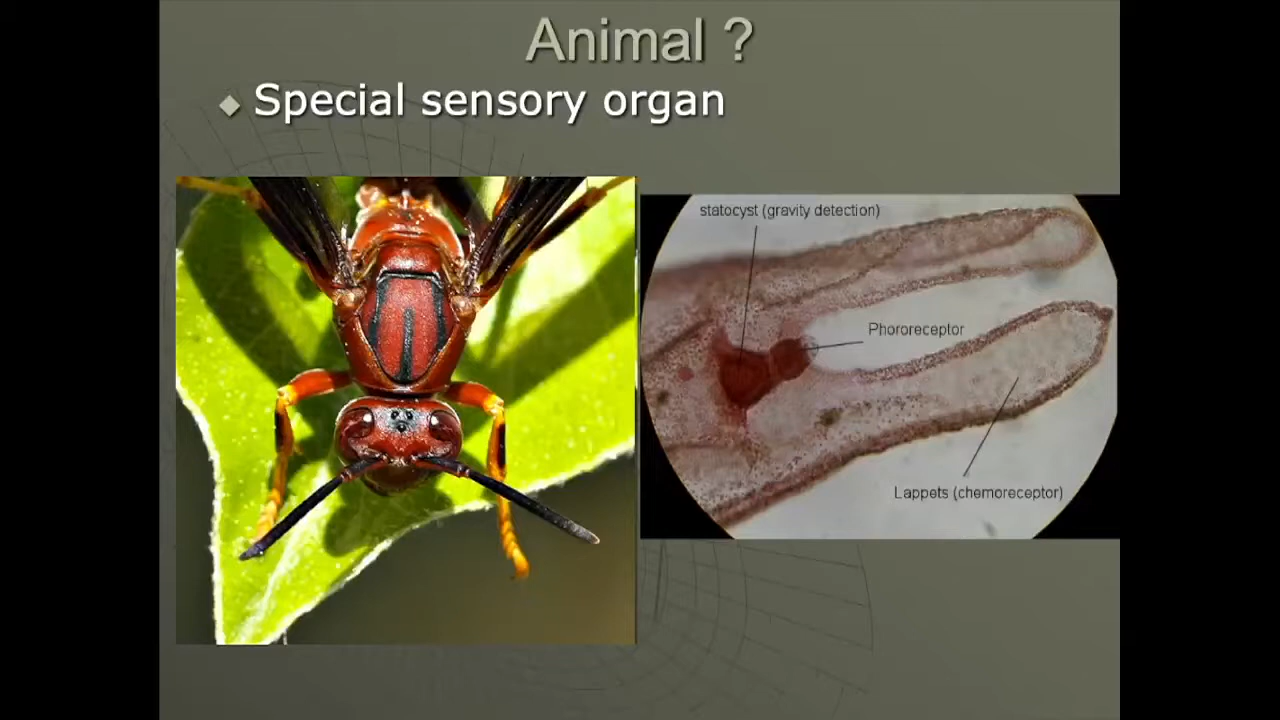 Animal ?
Special sensory organ
statocyst (gravity detection)
Phororeceptor
Lappets (chemoreceptor)